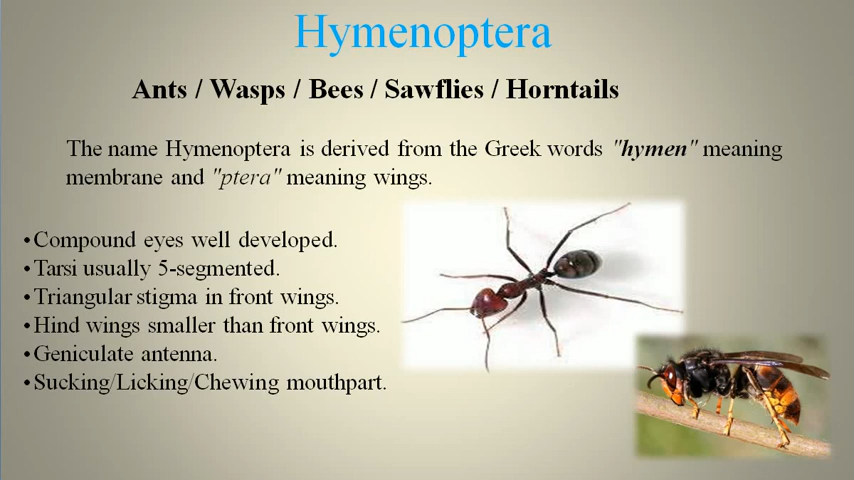 Hymenoptera
Ants / Wasps / Bees / Sawflies / Horntails
The name Hymenoptera is derived from the Greek words "hymen" meaning
membrane and "ptera" meaning wings.
•Compound eyes well developed.
•Tarsi usually 5-segmented.
•Triangular stigma in front wings.
•Hind wings smaller than front wings.
•Geniculate antenna.
•Sucking/Licking/Chewing mouthpart.